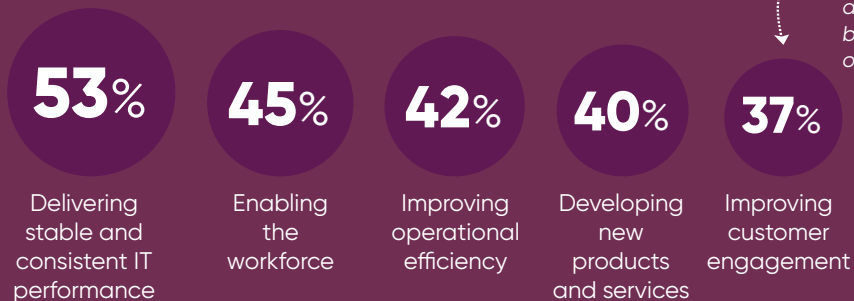 53%
Delivering
stable and
consistent IT
performance
45%
Enabling
the
workforce
42%
Improving
operational
efficiency
40%
Developing
new
products
and services
37%
Improving
customer
engagement